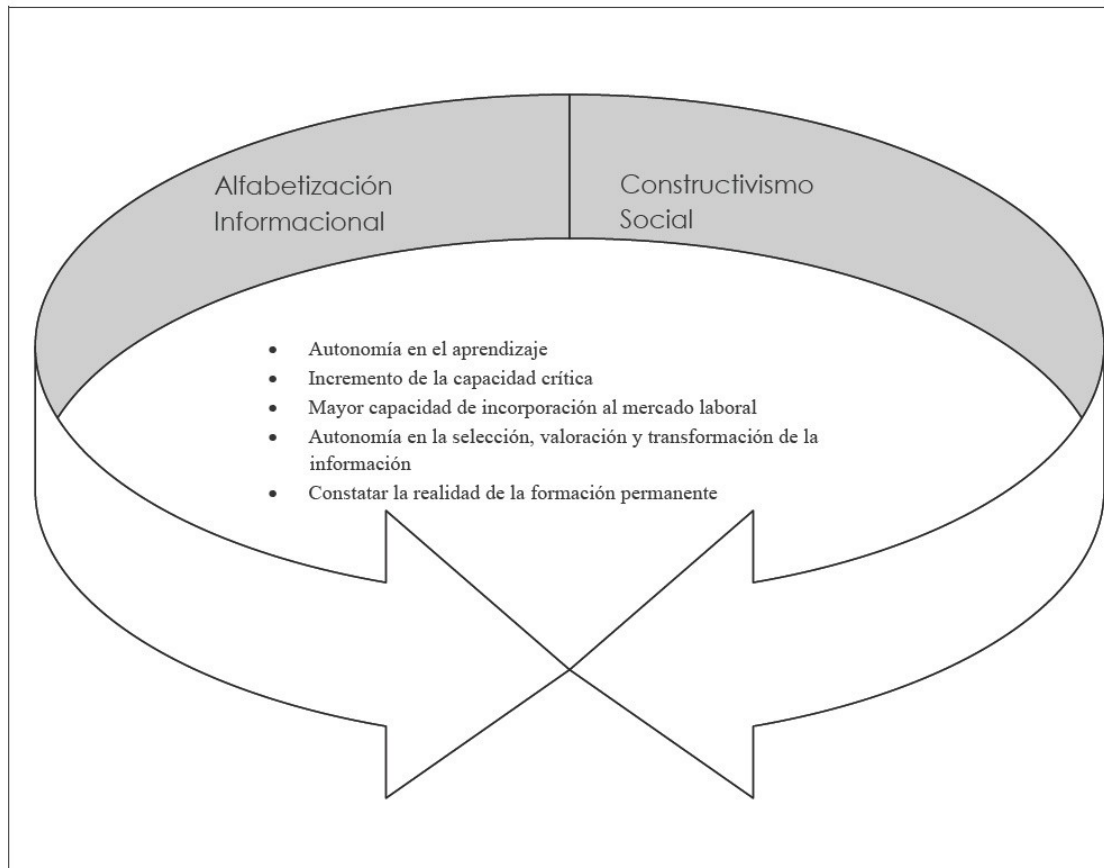 Alfabetización
Informacional
Constructivismo
Social
• Autonomía en el aprendizaje
• Incremento de la capacidad crítica
• Mayor capacidad de incorporación al mercado laboral
• Autonomía en la selección, valoración y transformación de la
información
• Constatar la realidad de la formación permanente